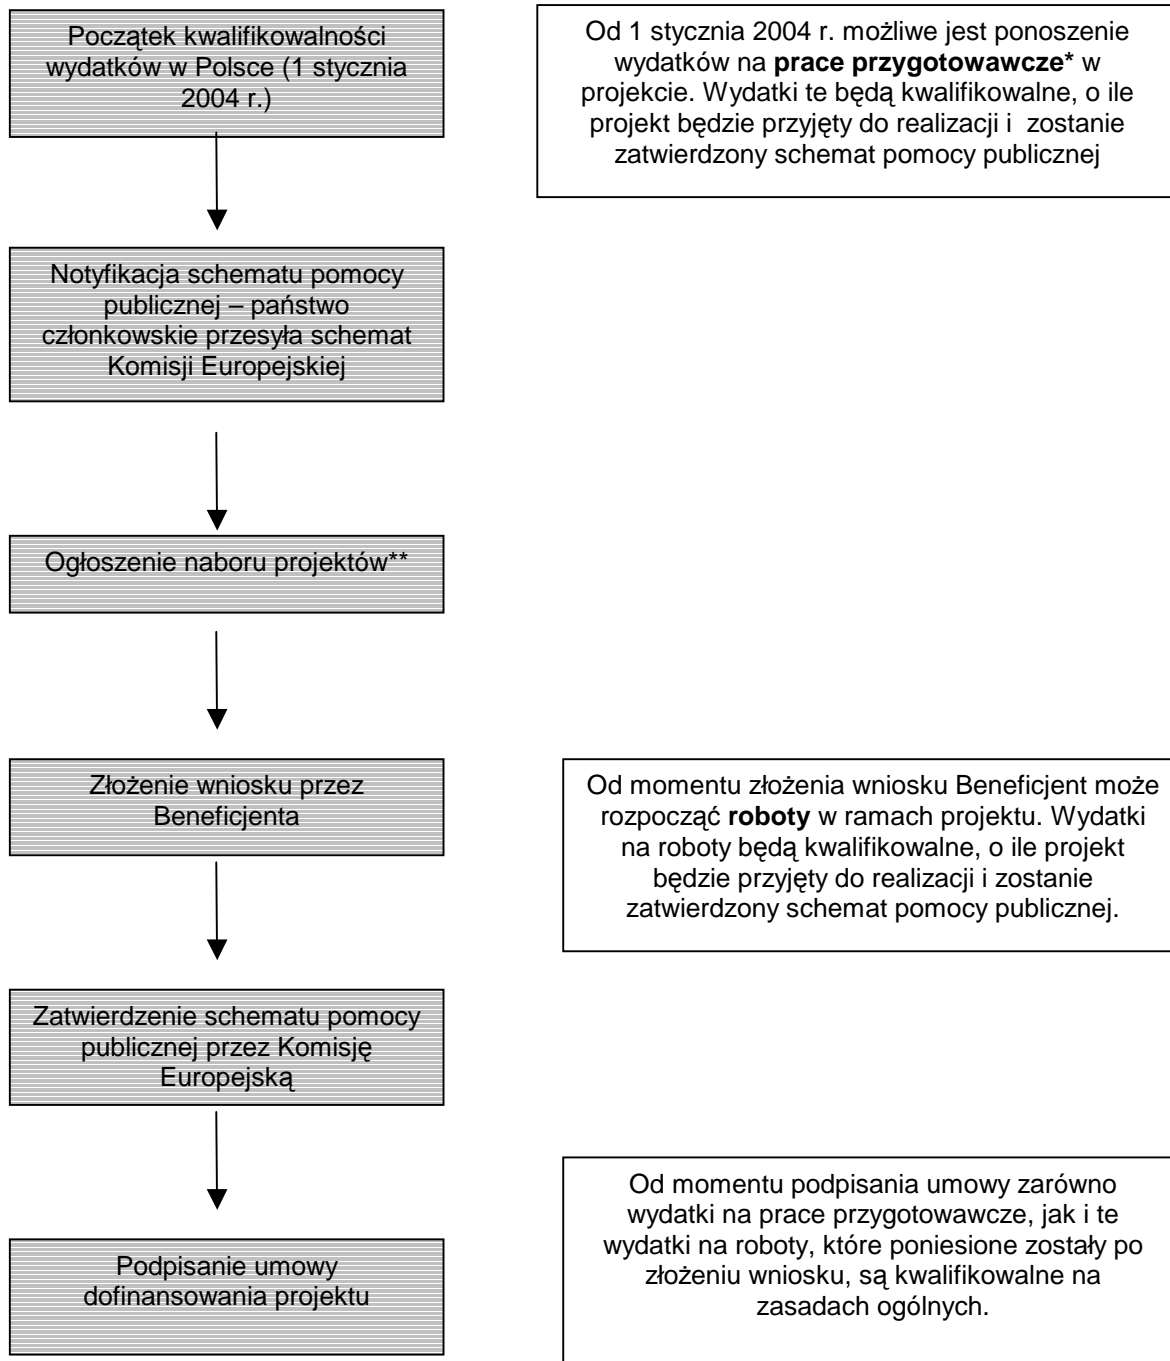 Początek kwalifikowalności
wydatków w Polsce (1 stycznia
2004 r.)
Od 1 stycznia 2004 r. możliwe jest ponoszenie
wydatków na prace przygotowawcze* w
projekcie. Wydatki te będą kwalifikowalne, o ile
projekt będzie przyjęty do realizacji i zostanie
zatwierdzony schemat pomocy publicznej
Notyfikacja schematu pomocy
publicznej – państwo
członkowskie przesyła schemat
Komisji Europejskiej
Ogłoszenie naboru projektów**
Złożenie wniosku przez
Beneficjenta
Od momentu złożenia wniosku Beneficjent może
rozpocząć roboty w ramach projektu. Wydatki
na roboty będą kwalifikowalne, o ile projekt
będzie przyjęty do realizacji i zostanie
zatwierdzony schemat pomocy publicznej.
Zatwierdzenie schematu pomocy
publicznej przez Komisję
Europejską
Od momentu podpisania umowy zarówno
wydatki na prace przygotowawcze, jak i te
wydatki na roboty, które poniesione zostały po
złożeniu wniosku, są kwalifikowalne na
zasadach ogólnych.
Podpisanie umowy
dofinansowania projektu